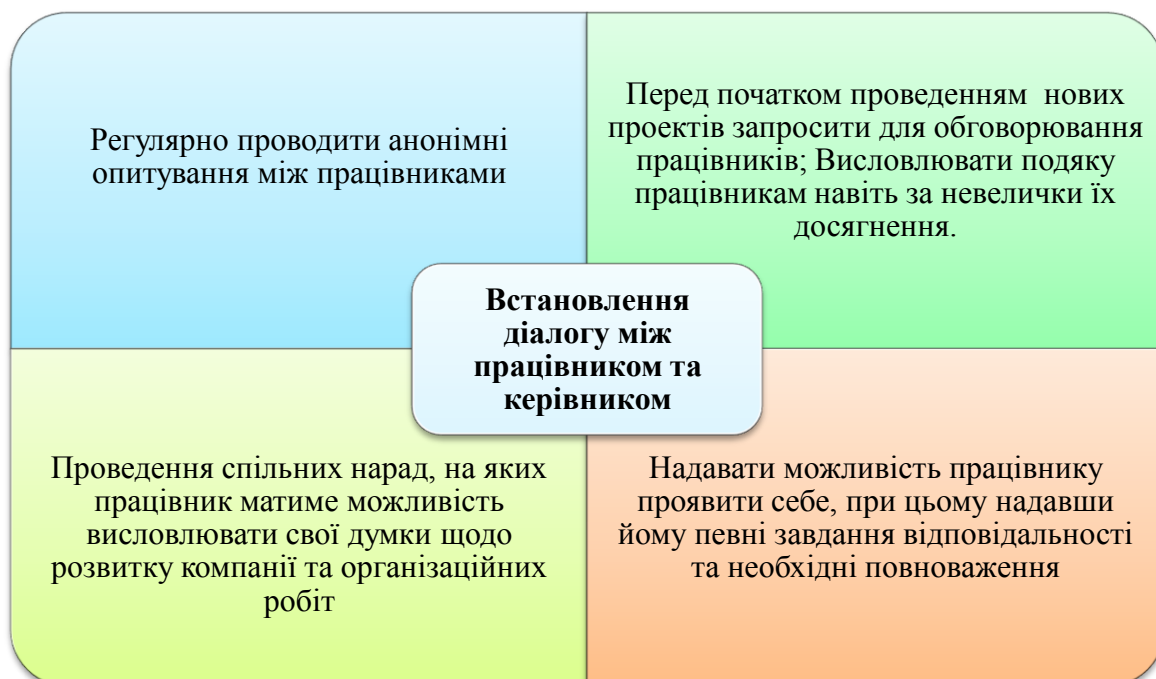 Регулярно проводити анонімні
опитування між працівниками
Перед початком проведенням  нових
проектів запросити для обговорювання
працівників; Висловлювати подяку
працівникам навіть за невелички їх
досягнення.
Встановлення
діалогу між
працівником та
керівником
Проведення спільних нарад, на яких
працівник матиме можливість
висловлювати свої думки щодо
розвитку компанії та організаційних
робіт
Надавати можливість працівнику
проявити себе, при цьому надавши
йому певні завдання відповідальності
та необхідні повноваження